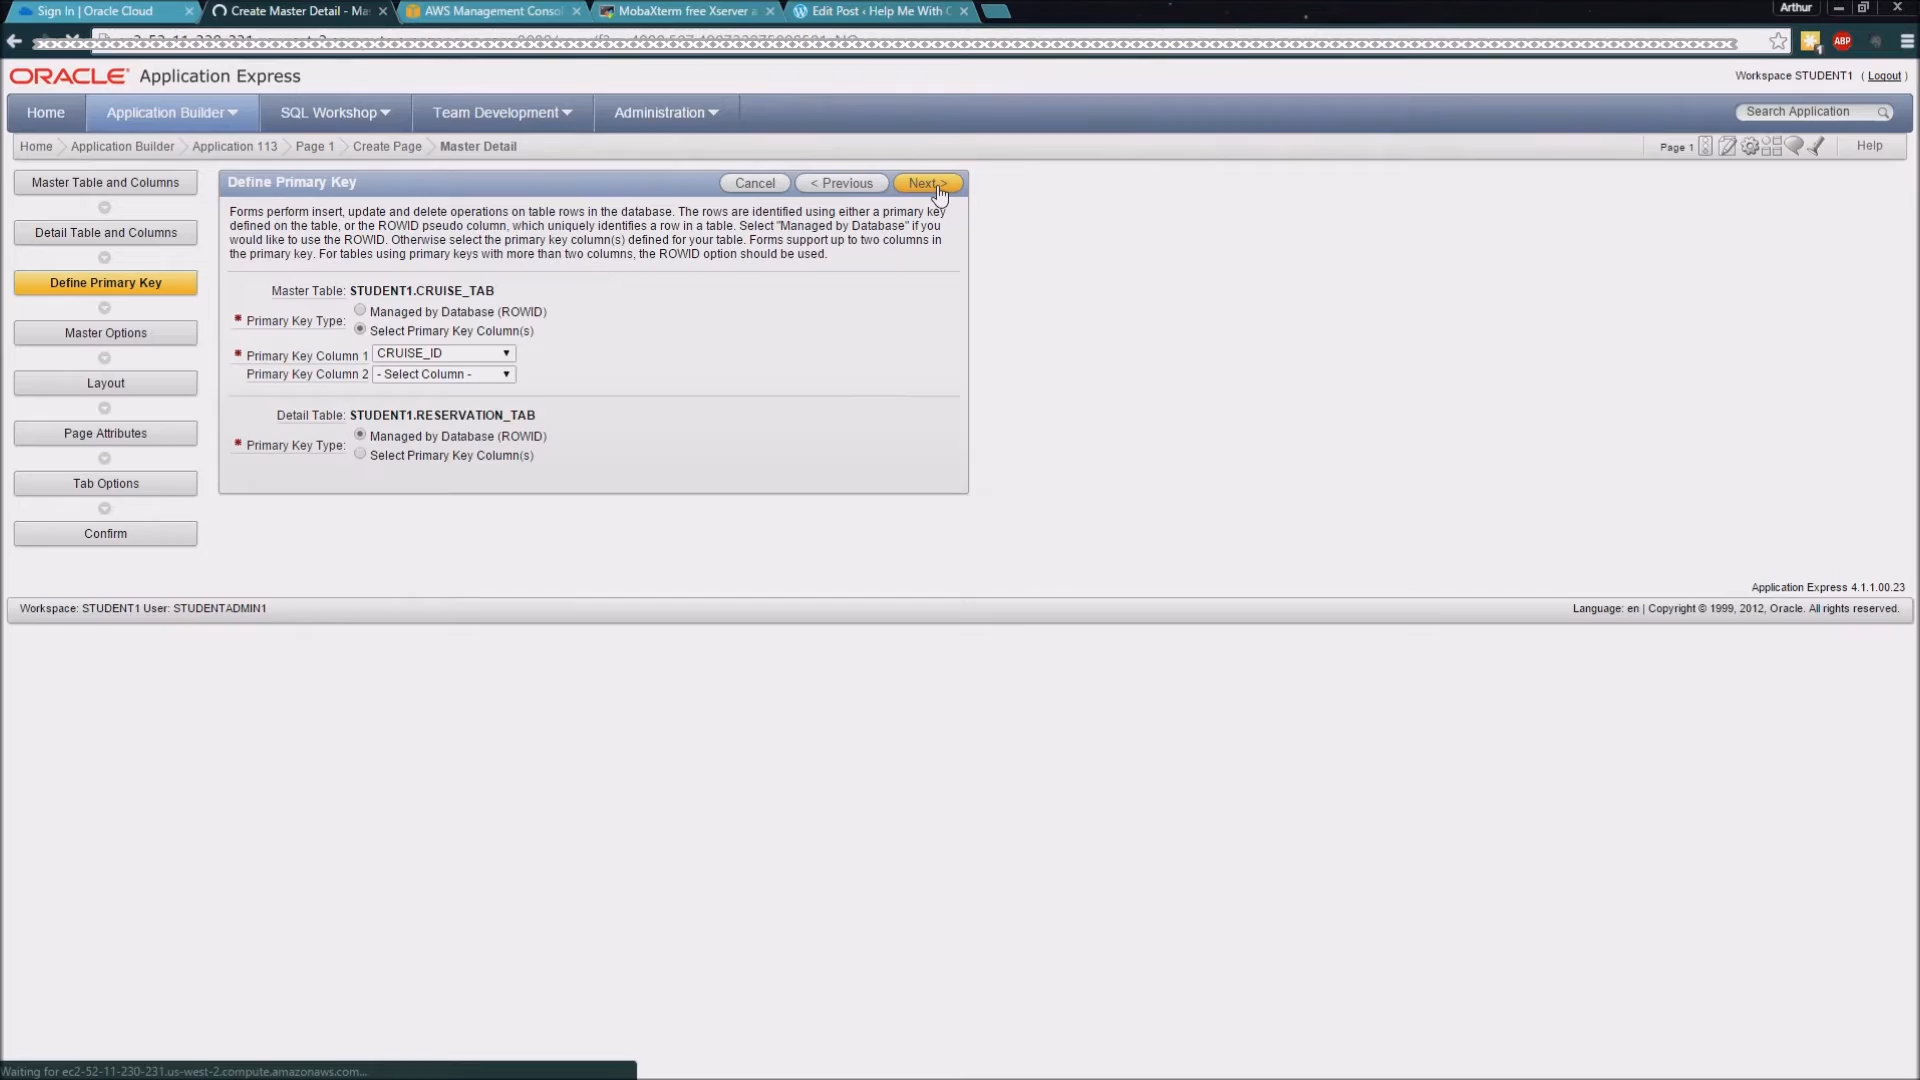 Sign In | Oracle Cloud
Create Master Detail - Ma
AWS Management Consol
MobaXterm free Xserver a
Edit Post ‹ Help Me With
Arthur
ABP
ORACLE Application Express
Workspace STUDENT1 ( Logout )
Home
Application Builder
SQL Workshop
Team Development
Administration
Search Application
Home
Application Builder
Application 113
Page 1
Create Page
Master Detail
Page 1
Help
Master Table and Columns
Detail Table and Columns
Define Primary Key
Master Options
Layout
Page Attributes
Tab Options
Confirm
Define Primary Key
Cancel
< Previous
Next >
Forms perform insert, update and delete operations on table rows in the database. The rows are identified using either a primary key
defined on the table, or the ROWID pseudo column, which uniquely identifies a row in a table. Select "Managed by Database" if you
would like to use the ROWID. Otherwise select the primary key column(s) defined for your table. Forms support up to two columns in
the primary key. For tables using primary keys with more than two columns, the ROWID option should be used.
Master Table: STUDENT1.CRUISE_TAB
* Primary Key Type:
Managed by Database (ROWID)
Select Primary Key Column(s)
* Primary Key Column 1 CRUISE_ID
Primary Key Column 2 - Select Column -
Detail Table: STUDENT1.RESERVATION_TAB
* Primary Key Type:
Managed by Database (ROWID)
Select Primary Key Column(s)
Application Express 4.1.1.00.23
Workspace: STUDENT1 User: STUDENTADMIN1
Language: en | Copyright © 1999, 2012, Oracle. All rights reserved.
Waiting for ec2-52-11-230-231.us-west-2.compute.amazonaws.com...